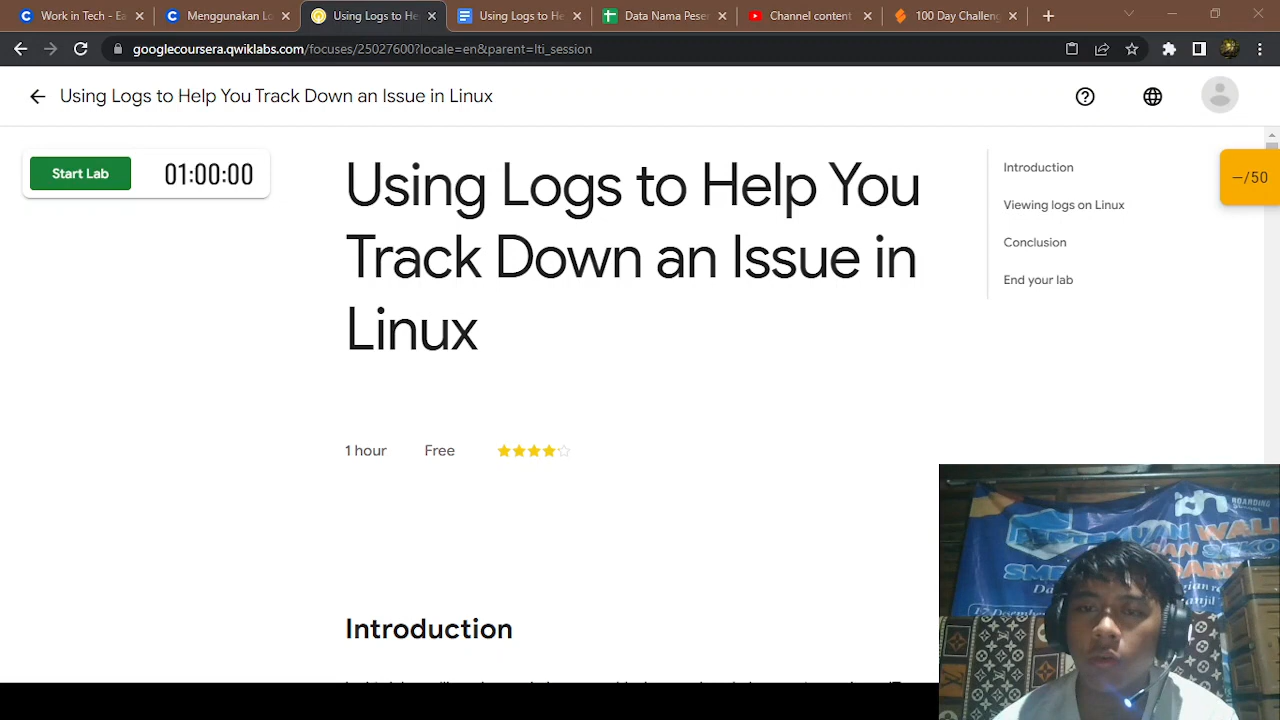 Work in Tech - Ea
Menggunakan Lo
Using Logs to He
Using Logs to He
Data Nama Pese
Channel content
100 Day Challeng
googlecoursera.qwiklabs.com/focuses/25027600?locale=en&parent=lti_session
Using Logs to Help You Track Down an Issue in Linux
Start Lab
01:00:00
Using Logs to Help You
Track Down an Issue in
Linux
Introduction
Viewing logs on Linux
Conclusion
End your lab
–/50
1 hour
Free
Introduction
BOARDING
PERTEMUAN WALI